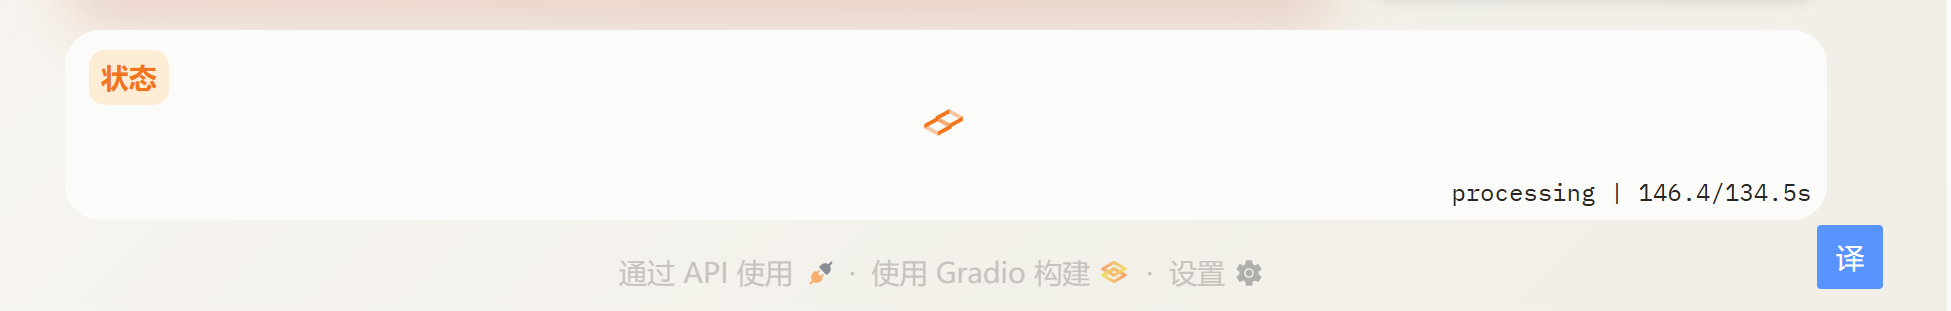 状态
processing | 146.4/134.5s
通过 API 使用 · 使用 Gradio 构建 · 设置
译